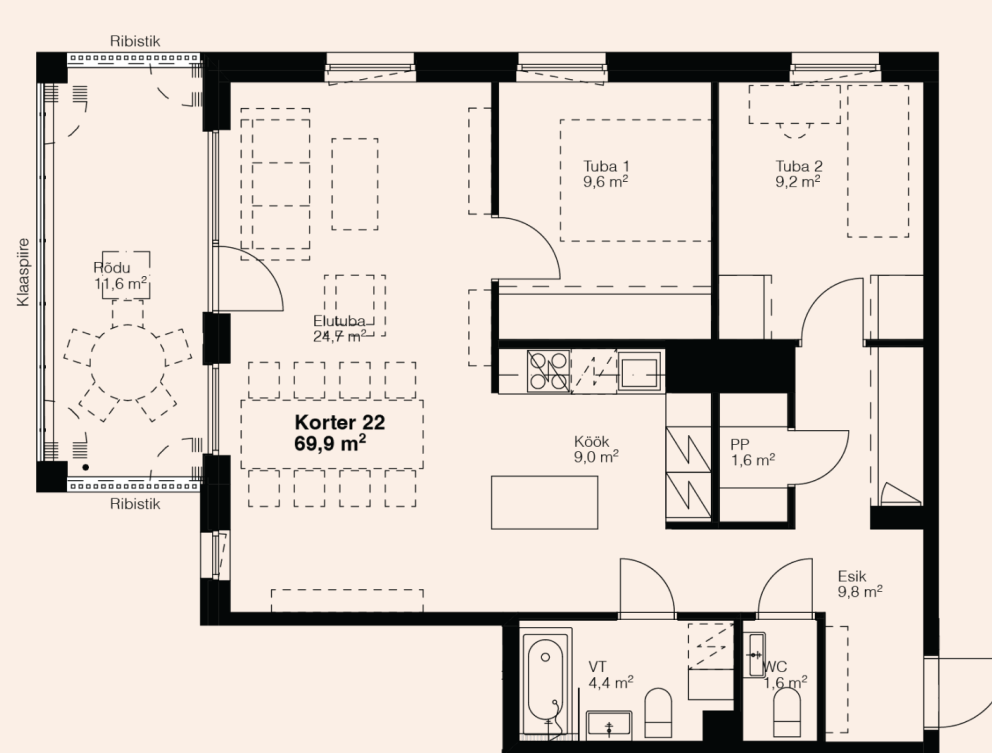 Ribistik
Klaaspiire
Rõdu
11,6 m²
Elutuba
24,7 m²
Tuba 1
9,6 m²
Tuba 2
9,2 m²
Korter 22
69,9 m²
Köök
9,0 m²
PP
1,6 m²
Ribistik
Esik
9,8 m²
VT
4,4 m²
WC
1,6 m²